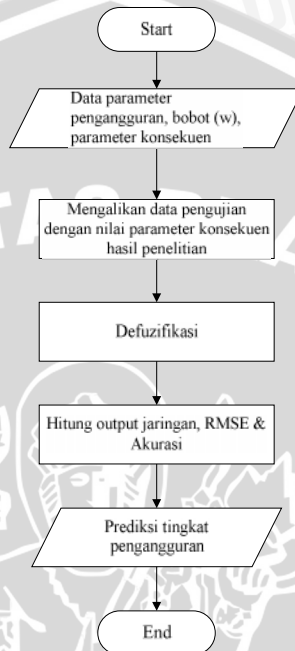 Start
Data parameter
pengangguran, bobot (w),
parameter konsekuen
Mengalikan data pengujian
dengan nilai parameter konsekuen
hasil penelitian
Defuzifikasi
Hitung output jaringan, RMSE &
Akurasi
Prediksi tingkat
pengangguran
End